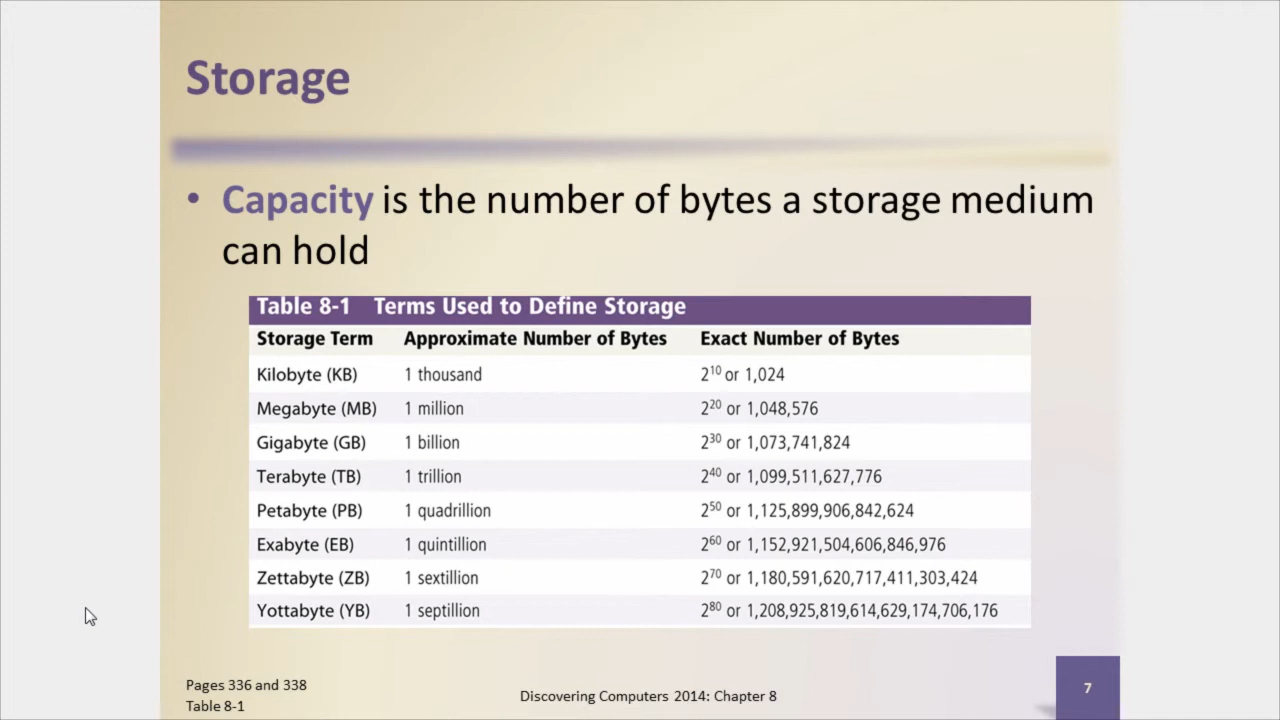 Storage
• Capacity is the number of bytes a storage medium
can hold
Table 8-1 Terms Used to Define Storage
Storage Term Approximate Number of Bytes Exact Number of Bytes
Kilobyte (KB) 1 thousand 2¹⁰ or 1,024
Megabyte (MB) 1 million 2²⁰ or 1,048,576
Gigabyte (GB) 1 billion 2³⁰ or 1,073,741,824
Terabyte (TB) 1 trillion 2⁴⁰ or 1,099,511,627,776
Petabyte (PB) 1 quadrillion 2⁵⁰ or 1,125,899,906,842,624
Exabyte (EB) 1 quintillion 2⁶⁰ or 1,152,921,504,606,846,976
Zettabyte (ZB) 1 sextillion 2⁷⁰ or 1,180,591,620,717,411,303,424
Yottabyte (YB) 1 septillion 2⁸⁰ or 1,208,925,819,614,629,174,706,176
Pages 336 and 338
Table 8-1
Discovering Computers 2014: Chapter 8
7